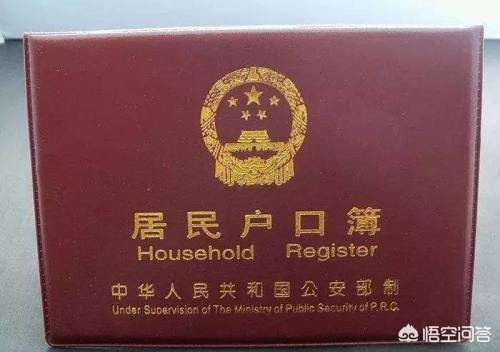 居民户口簿
Household Register
中华人民共和国公安部制
Under Supervision of The Ministry of Public Security of P.R.C.
悟空问答